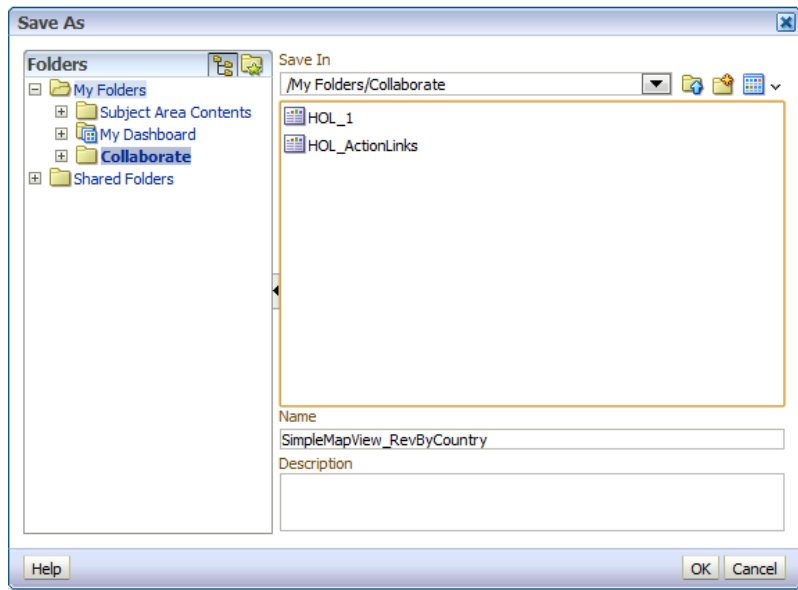 Save As
Folders
My Folders
Subject Area Contents
My Dashboard
Collaborate
Shared Folders
Save In
/My Folders/Collaborate
HOL_1
HOL_ActionLinks
Name
SimpleMapView_RevByCountry
Description
Help
OK
Cancel